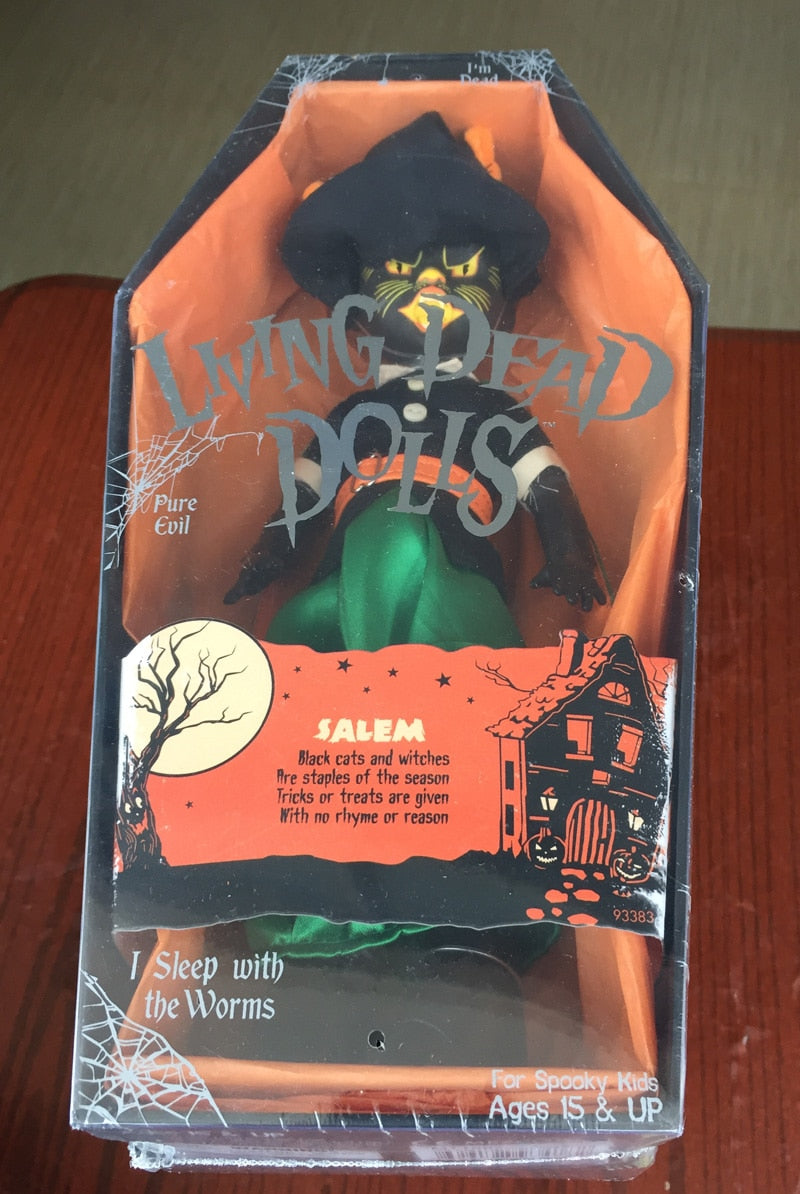 I'm
Dead
LIVING DEAD
DOLLS™
Pure
Evil
SALEM
Black cats and witches
Are staples of the season
Tricks or treats are given
With no rhyme or reason
93383
I Sleep with
the Worms
For Spooky Kids
Ages 15 & UP